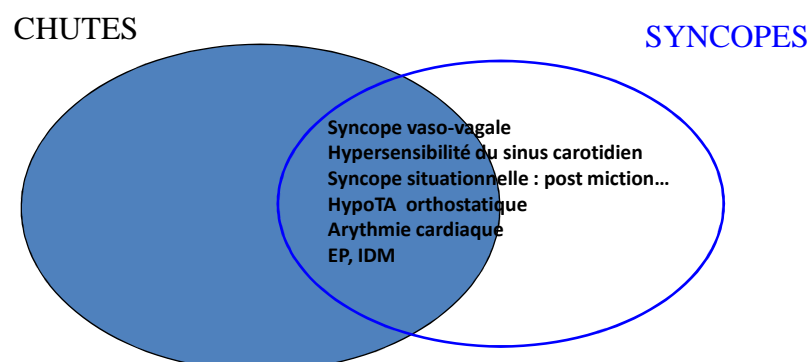 CHUTES
SYNCOPES
Syncope vaso-vagale
Hypersensibilité du sinus carotidien
Syncope situationnelle : post miction…
HypoTA orthostatique
Arythmie cardiaque
EP, IDM